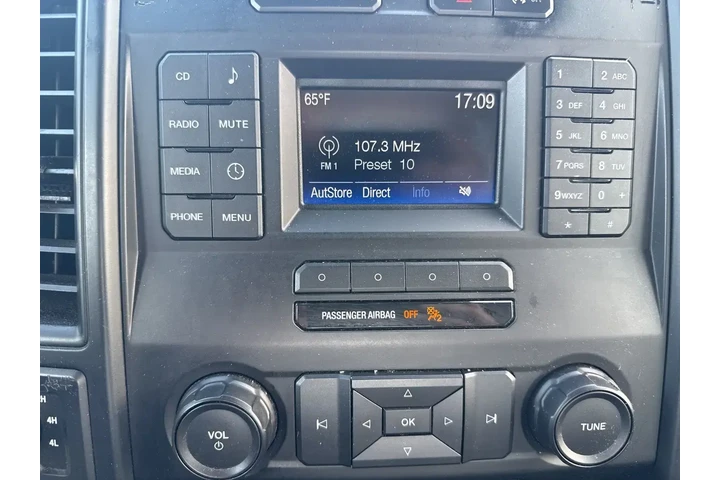 CD
RADIO MUTE
MEDIA
PHONE MENU
65°F 17:09
107.3 MHz
FM 1 Preset 10
AutoStore Direct Info
1 2 ABC
3 DEF 4 GHI
5 JKL 6 MNO
7 PQRS 8 TUV
9 WXYZ 0 +
* #
PASSENGER AIRBAG OFF 2
4H
4L
VOL
OK
TUNE